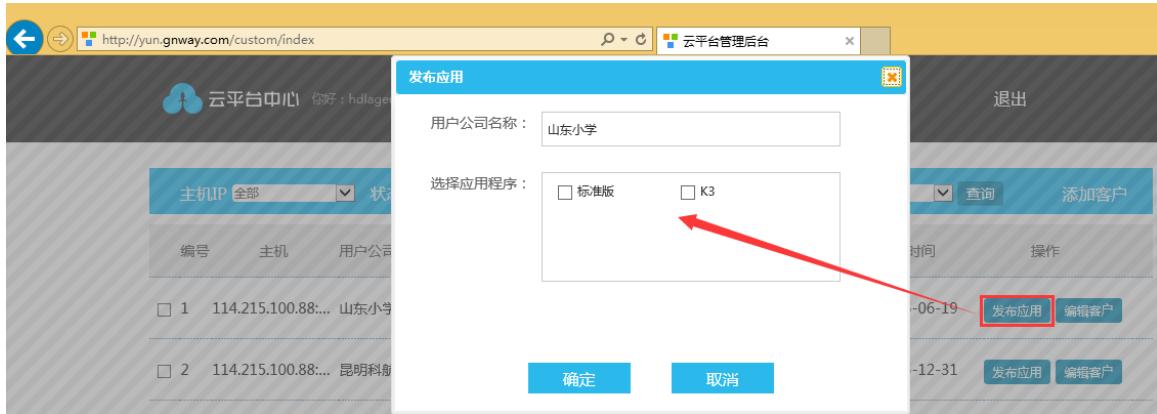 http://yun.gnway.com/custom/index
云平台管理后台
云平台中心 你好：hdlage
退出
发布应用
用户公司名称：
山东小学
选择应用程序：
标准版 K3
主机IP 全部 状 查询 添加客户
编号 主机 用户公司 时间 操作
1 114.215.100.88:... 山东小学 -06-19 发布应用 编辑客户
2 114.215.100.88:... 昆明科航 -12-31 发布应用 编辑客户
确定 取消